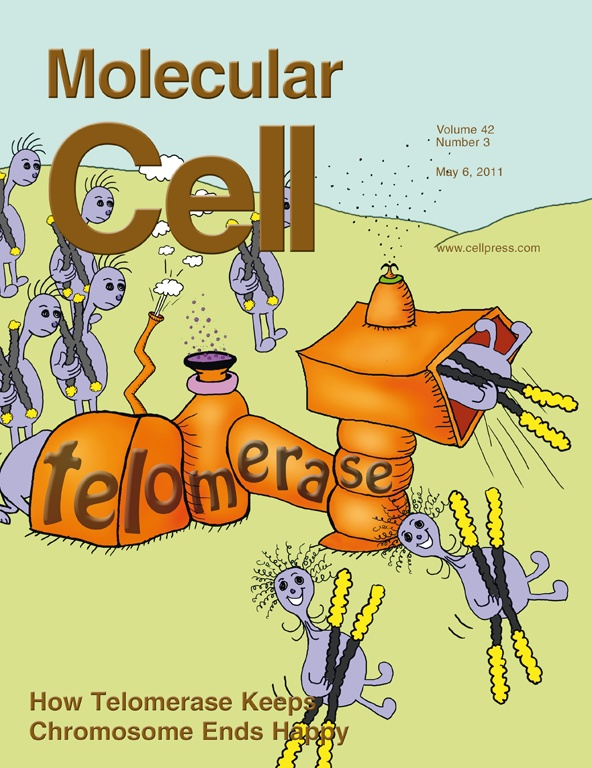 Molecular
Cell
Volume 42
Number 3
May 6, 2011
www.cellpress.com
telomerase
How Telomerase Keeps
Chromosome Ends Happy